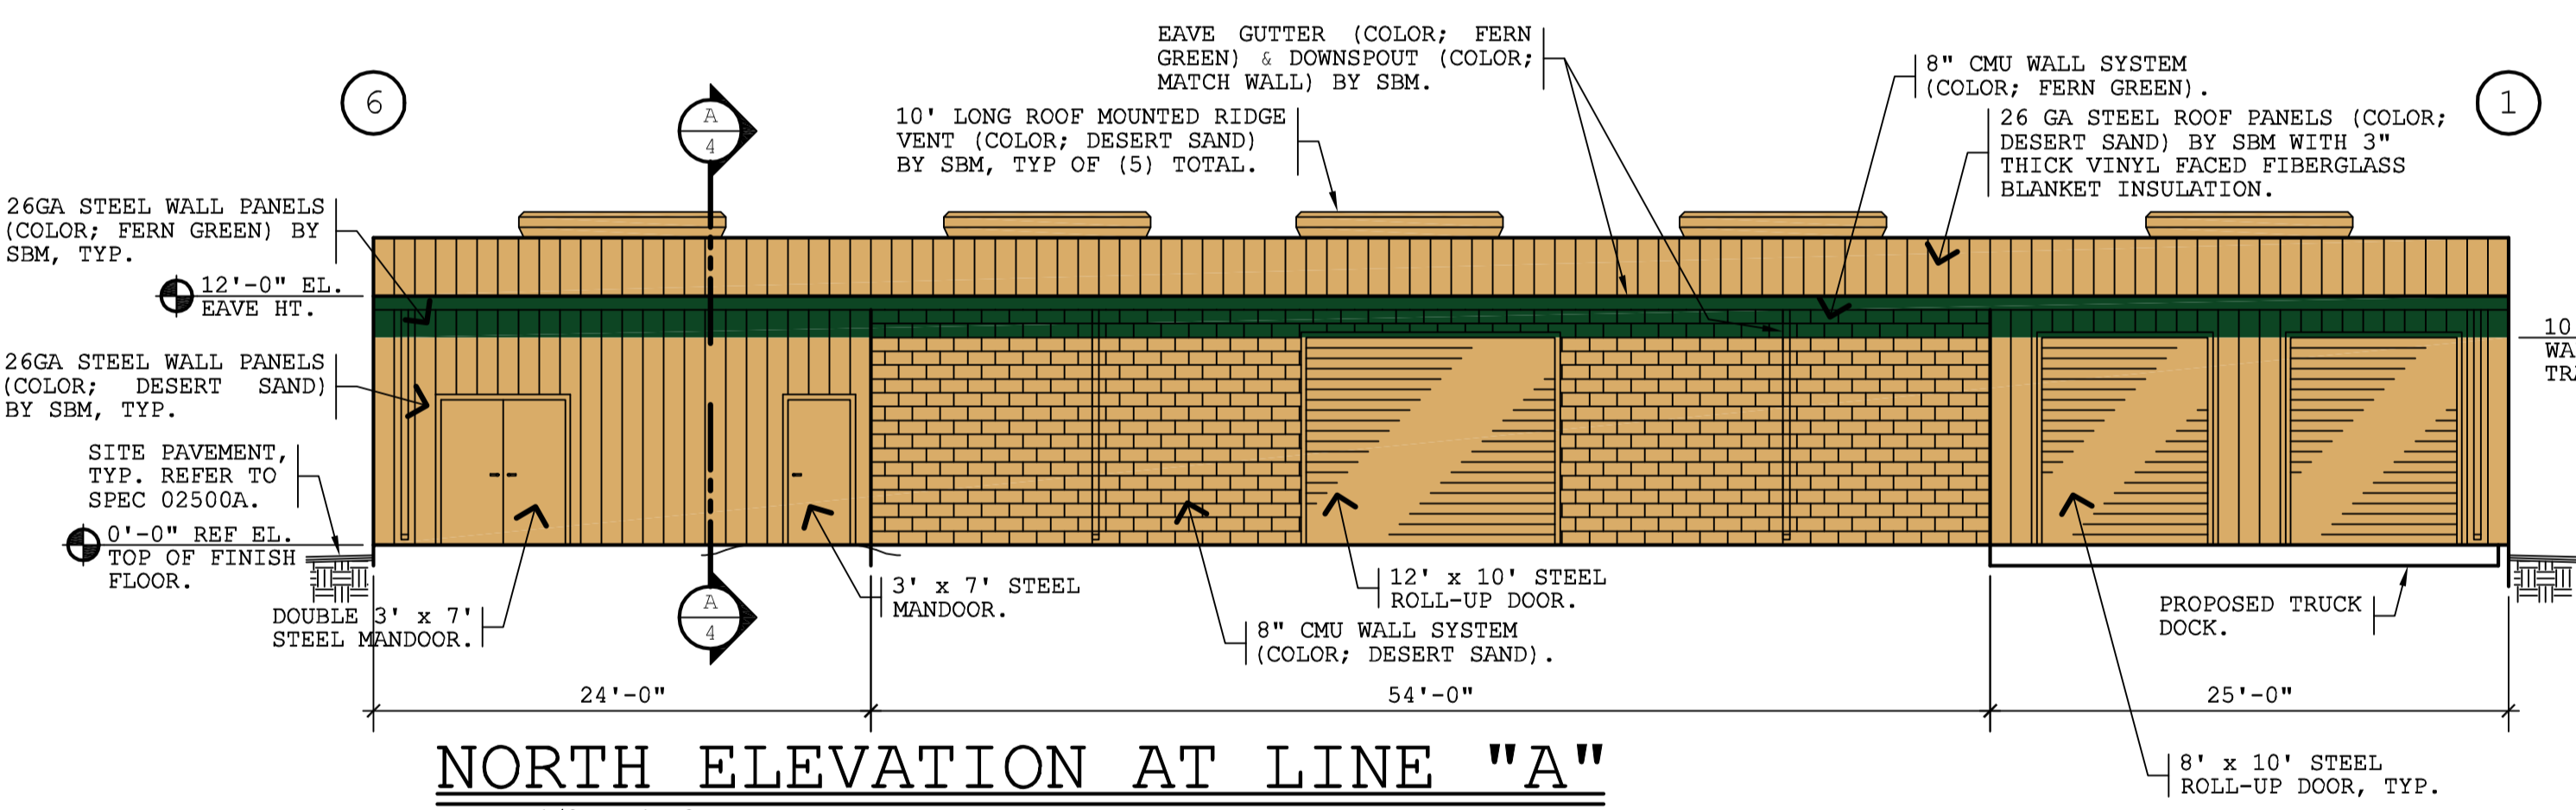 EAVE GUTTER (COLOR; FERN
GREEN) & DOWNSPOUT (COLOR;
MATCH WALL) BY SBM.
8" CMU WALL SYSTEM
(COLOR; FERN GREEN).
6
1
A
4
10' LONG ROOF MOUNTED RIDGE
VENT (COLOR; DESERT SAND)
BY SBM, TYP OF (5) TOTAL.
26 GA STEEL ROOF PANELS (COLOR;
DESERT SAND) BY SBM WITH 3"
THICK VINYL FACED FIBERGLASS
BLANKET INSULATION.
26GA STEEL WALL PANELS
(COLOR; FERN GREEN) BY
SBM, TYP.
12'-0" EL.
EAVE HT.
10
WA
TR
26GA STEEL WALL PANELS
(COLOR; DESERT SAND)
BY SBM, TYP.
SITE PAVEMENT,
TYP. REFER TO
SPEC 02500A.
0'-0" REF EL.
TOP OF FINISH
FLOOR.
DOUBLE 3' x 7'
STEEL MANDOOR.
A
4
3' x 7' STEEL
MANDOOR.
12' x 10' STEEL
ROLL-UP DOOR.
8" CMU WALL SYSTEM
(COLOR; DESERT SAND).
PROPOSED TRUCK
DOCK.
24'-0"
54'-0"
25'-0"
8' x 10' STEEL
ROLL-UP DOOR, TYP.
NORTH ELEVATION AT LINE "A"